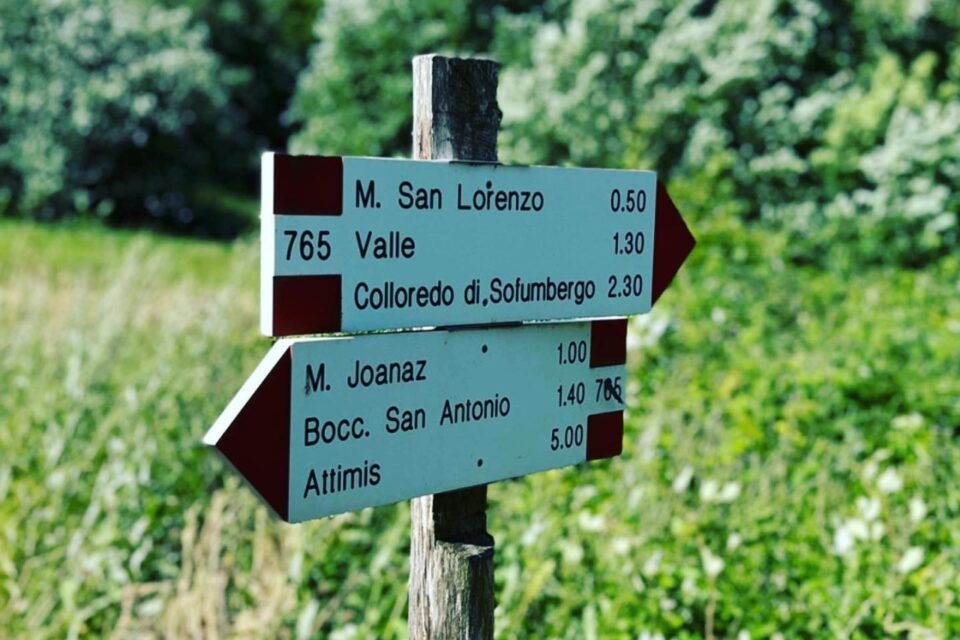 M. San Lorenzo 0.50
765 Valle 1.30
Colloredo di Sofumbergo 2.30
M. Joanaz 1.00
Bocc. San Antonio 1.40 765
Attimis 5.00